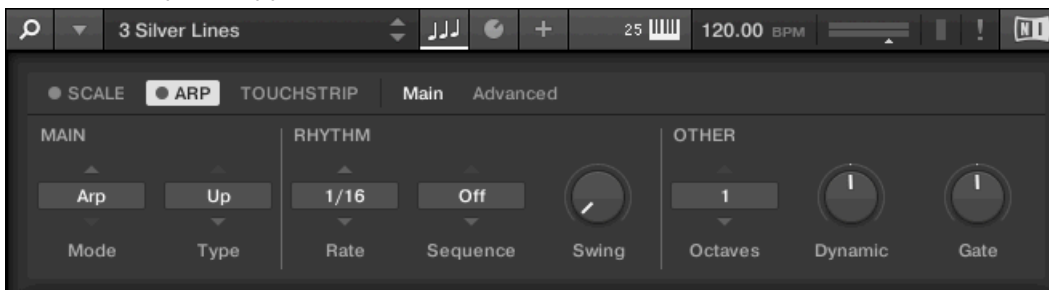 3 Silver Lines 25 120.00 BPM ! NI
SCALE ARP TOUCHSTRIP Main Advanced
MAIN RHYTHM OTHER
Arp Up 1/16 Off 1
Mode Type Rate Sequence Swing Octaves Dynamic Gate